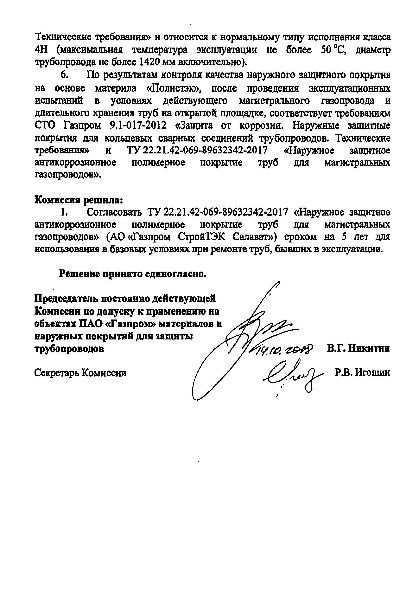 Технические требования» и относится к нормальному типу исполнения класса
4Н (максимальная температура эксплуатации не более 50 °С, диаметр
трубопровода не более 1420 мм включительно).
6. По результатам контроля качества наружного защитного покрытия
на основе материла «Полистэк», после проведения эксплуатационных
испытаний в условиях действующего магистрального газопровода и
длительного хранения труб на открытой площадке, соответствует требованиям
СТО Газпром 9.1-017-2012 «Защита от коррозии. Наружные защитные
покрытия для кольцевых сварных соединений трубопроводов. Технические
требования» и ТУ 22.21.42-069-89632342-2017 «Наружное защитное
антикоррозионное полимерное покрытие труб для магистральных
газопроводов».
Комиссия решила:
1. Согласовать ТУ 22.21.42-069-89632342-2017 «Наружное защитное
антикоррозионное полимерное покрытие труб для магистральных
газопроводов» (АО «Газпром СтройТЭК Салават») сроком на 5 лет для
использования в базовых условиях при ремонте труб, бывших в эксплуатации.
Решение принято единогласно.
Председатель постоянно действующей
Комиссии по допуску к применению на
объектах ПАО «Газпром» материалов и
наружных покрытий для защиты
трубопроводов 14.10.2018 В.Г. Никитин
Секретарь Комиссии Р.В. Игошин